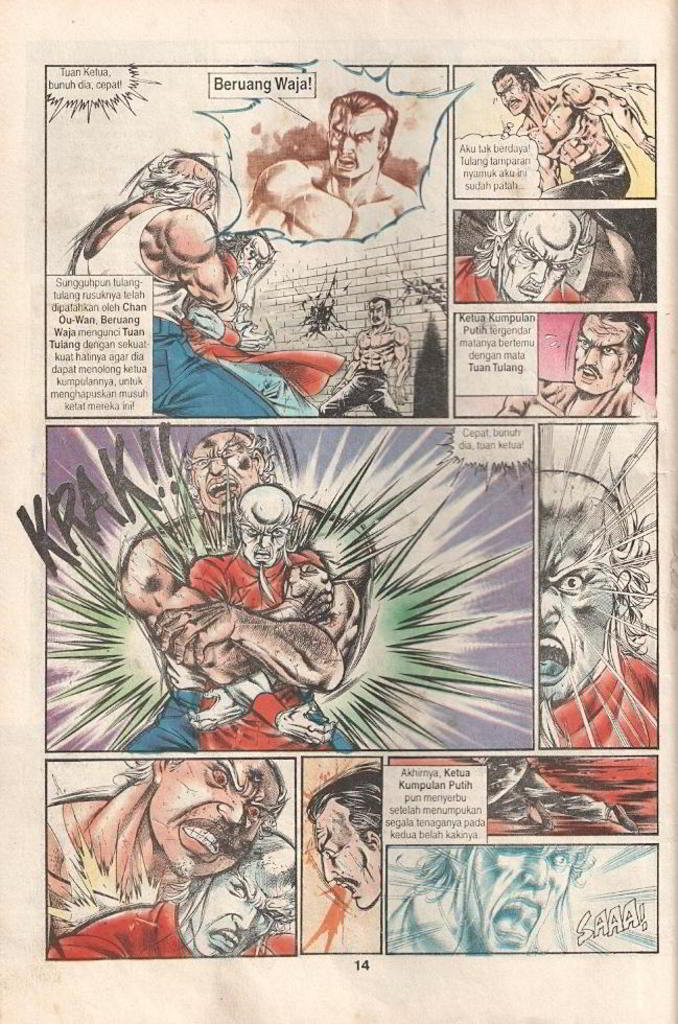 Tuan Ketua,
bunuh dia, cepat!
Beruang Waja!
Aku tak berdaya!
Tulang tamparan
nyamuk aku ini
sudah patah...
Sungguhpun tulang-
tulang rusuknya telah
dipatahkan oleh Chan
Ou-Wan, Beruang
Waja mengunci Tuan
Tulang dengan sekuat-
kuat hatinya agar dia
dapat menolong ketua
kumpulannya, untuk
menghapuskan musuh
ketat mereka ini!
Ketua Kumpulan
Putih tergendar
matanya bertemu
dengan mata
Tuan Tulang.
KRAK!!
Cepat, bunuh
dia, tuan ketua!
Akhirnya, Ketua
Kumpulan Putih
pun menyerbu
setelah menumpukan
segala tenaganya pada
kedua belah kakinya.
SAAA!
14